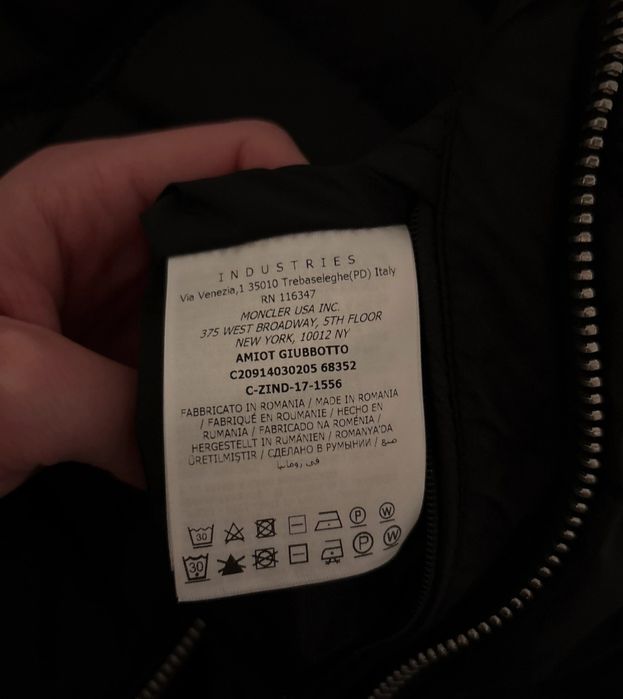 INDUSTRIES
Via Venezia,1 35010 Trebaseleghe(PD) Italy
RN 116347
MONCLER USA INC.
375 WEST BROADWAY, 5TH FLOOR
NEW YORK, 10012 NY
AMIOT GIUBBOTTO
C20914030205 68352
C-ZIND-17-1556
FABBRICATO IN ROMANIA / MADE IN ROMANIA
/ FABRIQUÉ EN ROUMANIE / HECHO EN
RUMANIA / FABRICADO NA ROMÉNIA /
HERGESTELLT IN RUMÄNIEN / ROMANYA'DA
ÜRETILMIŞTIR / СДЕЛАНО В РУМЫНИИ / صنع
في رومانيا
30 P W
30 P W